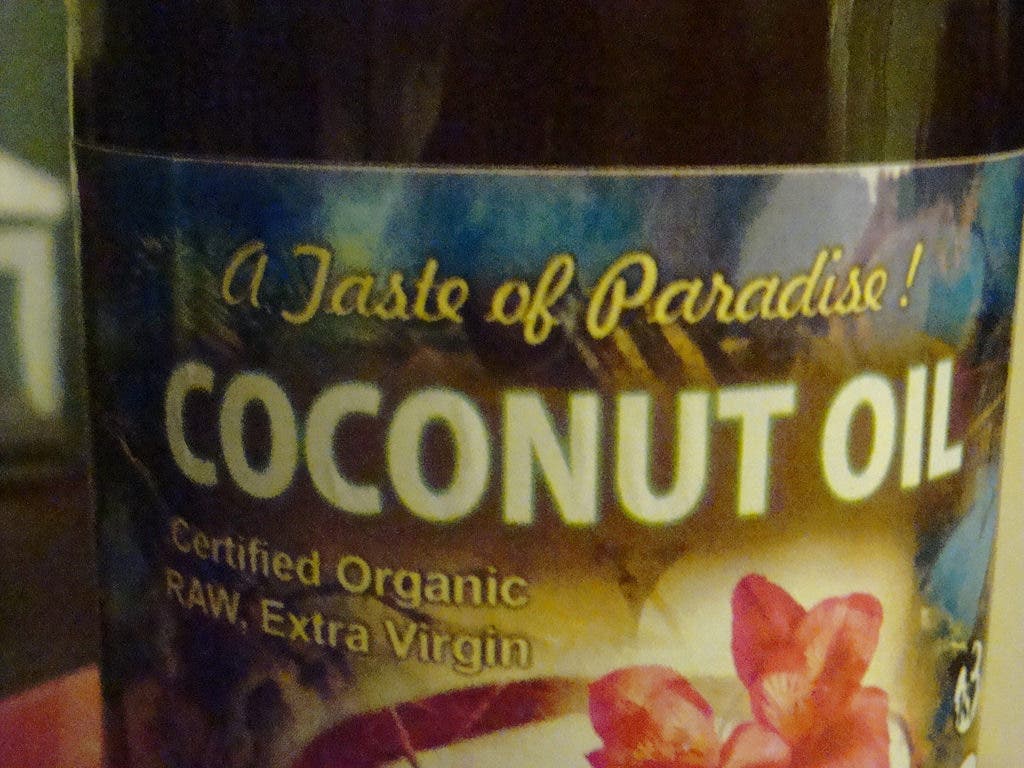 A Taste of Paradise!
COCONUT OIL
Certified Organic
RAW, Extra Virgin